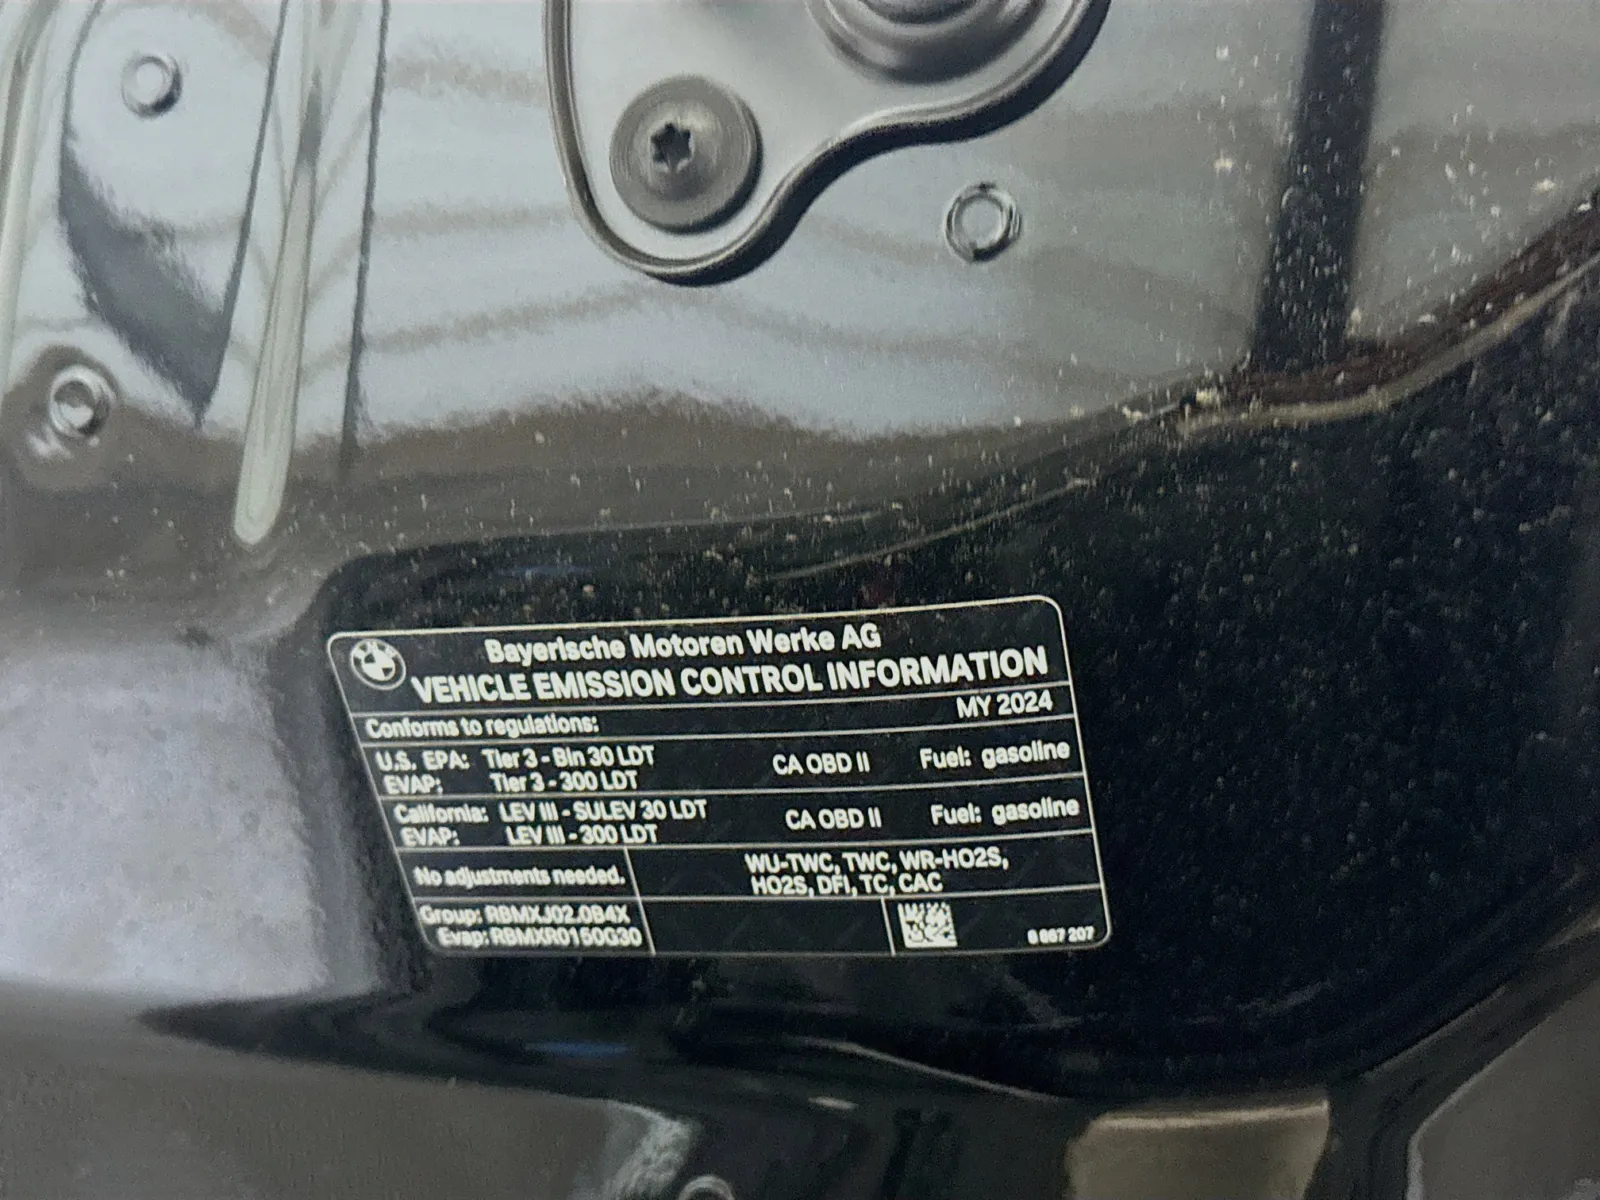 BMW
Bayerische Motoren Werke AG
VEHICLE EMISSION CONTROL INFORMATION
Conforms to regulations: MY 2024
U.S. EPA: Tier 3 - Bin 30 LDT CA OBD II Fuel: gasoline
EVAP: Tier 3 - 300 LDT
California: LEV III - SULEV 30 LDT CA OBD II Fuel: gasoline
EVAP: LEV III - 300 LDT
No adjustments needed. WU-TWC, TWC, WR-HO2S,
HO2S, DFI, TC, CAC
Group: RBMXJ02.0B4X
Evap: RBMXR0150G30